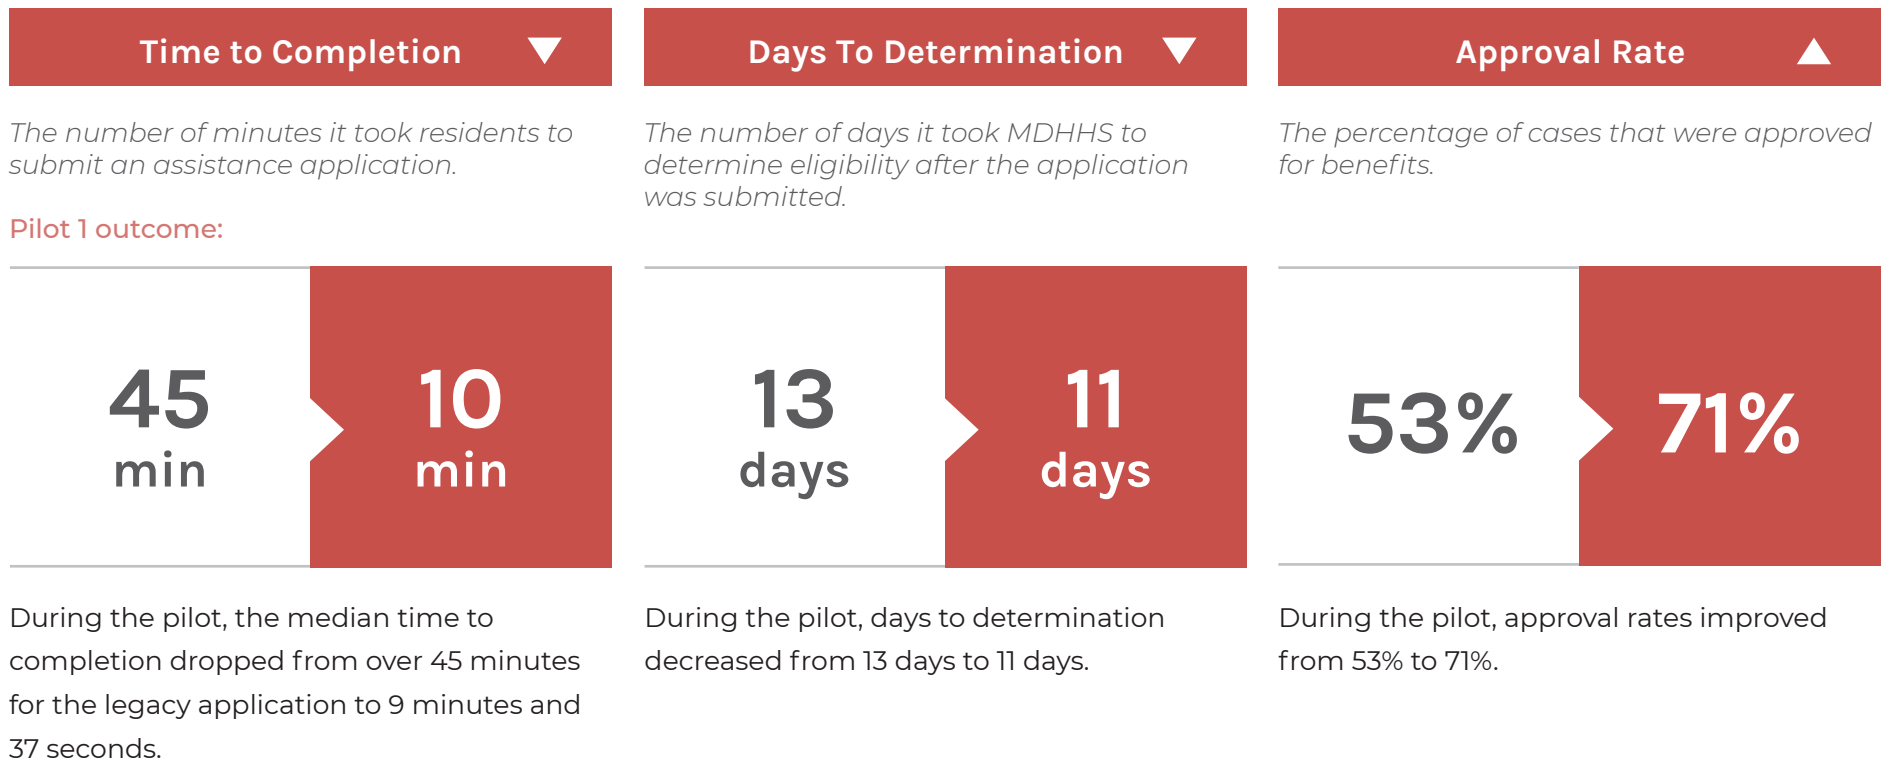 Time to Completion
The number of minutes it took residents to
submit an assistance application.
Pilot 1 outcome:
45
min
10
min
During the pilot, the median time to
completion dropped from over 45 minutes
for the legacy application to 9 minutes and
37 seconds.
Days To Determination
The number of days it took MDHHS to
determine eligibility after the application
was submitted.
13
days
11
days
During the pilot, days to determination
decreased from 13 days to 11 days.
Approval Rate
The percentage of cases that were approved
for benefits.
53%
71%
During the pilot, approval rates improved
from 53% to 71%.